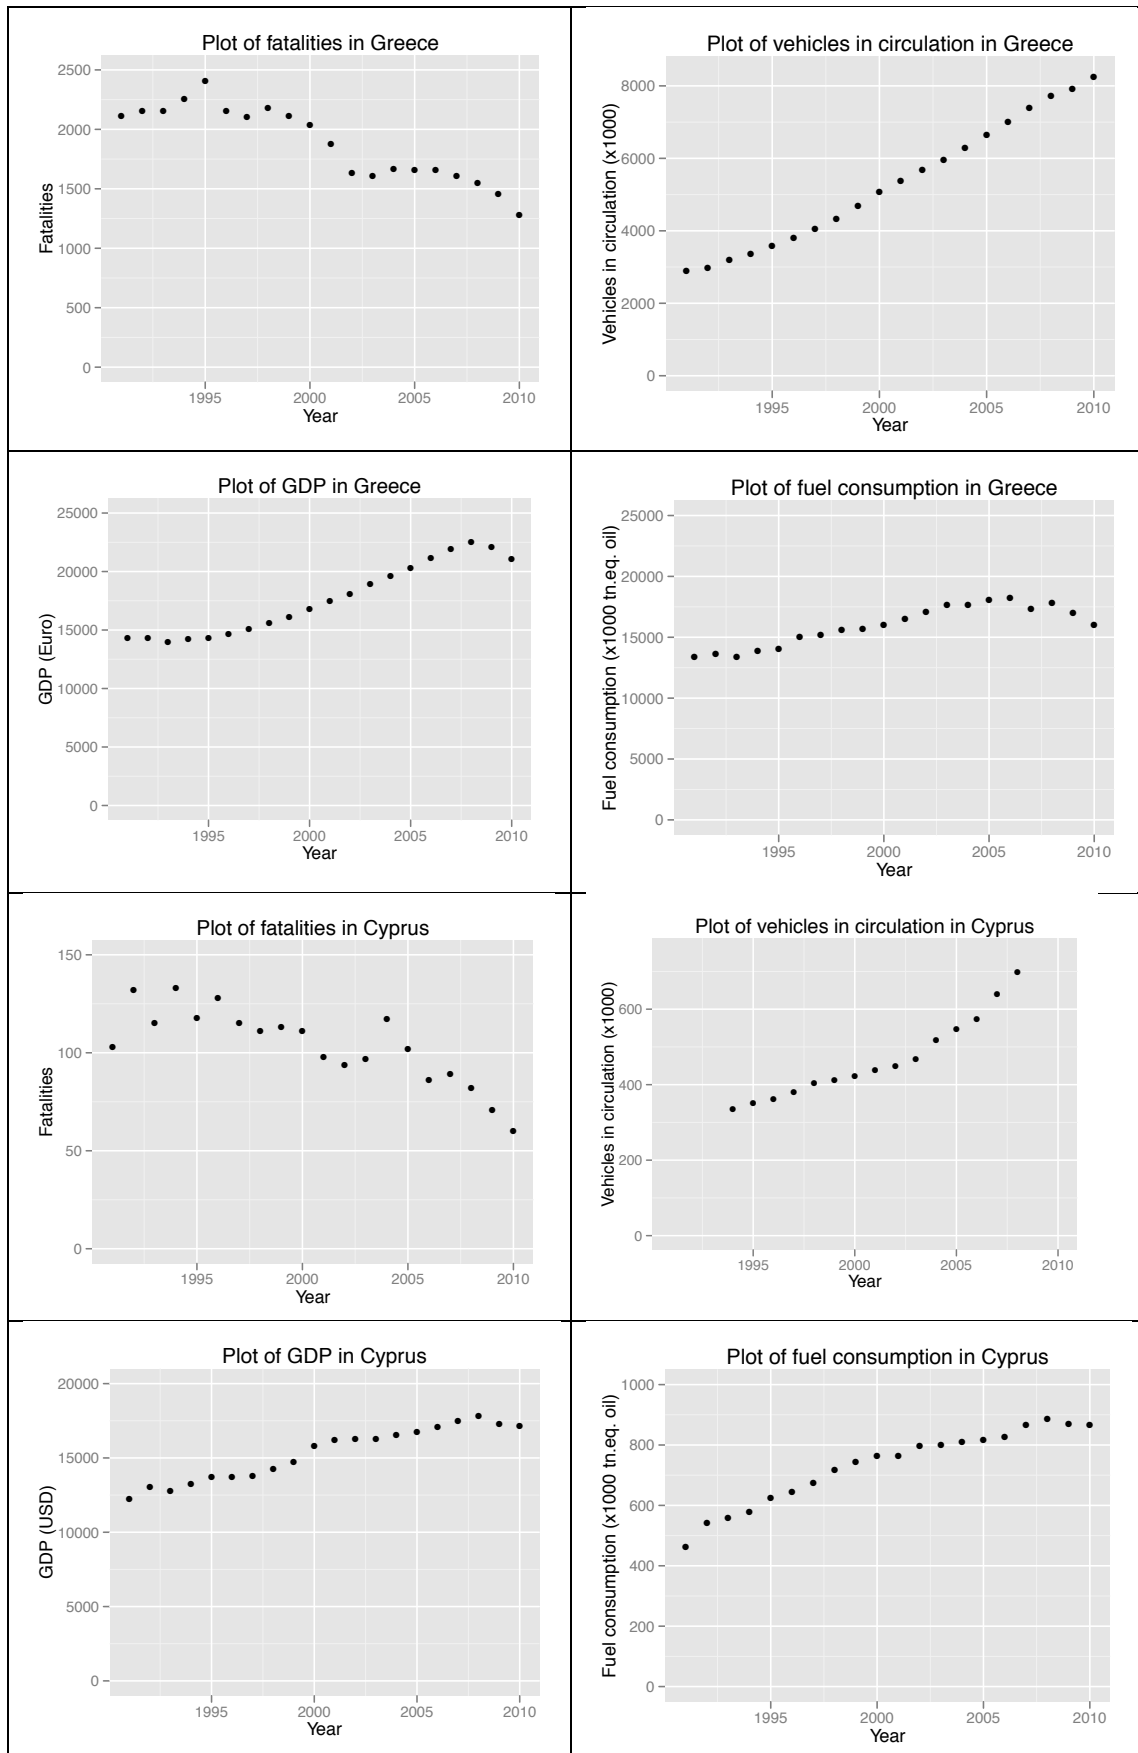 Plot of fatalities in Greece
2500
2000
1500
1000
500
0
Fatalities
1995 2000 2005 2010
Year
Plot of vehicles in circulation in Greece
8000
6000
4000
2000
0
Vehicles in circulation (x1000)
1995 2000 2005 2010
Year
Plot of GDP in Greece
25000
20000
15000
10000
5000
0
GDP (Euro)
1995 2000 2005 2010
Year
Plot of fuel consumption in Greece
25000
20000
15000
10000
5000
0
Fuel consumption (x1000 tn.eq. oil)
1995 2000 2005 2010
Year
Plot of fatalities in Cyprus
150
100
50
0
Fatalities
1995 2000 2005 2010
Year
Plot of vehicles in circulation in Cyprus
600
400
200
0
Vehicles in circulation (x1000)
1995 2000 2005 2010
Year
Plot of GDP in Cyprus
20000
15000
10000
5000
0
GDP (USD)
1995 2000 2005 2010
Year
Plot of fuel consumption in Cyprus
1000
800
600
400
200
0
Fuel consumption (x1000 tn.eq. oil)
1995 2000 2005 2010
Year